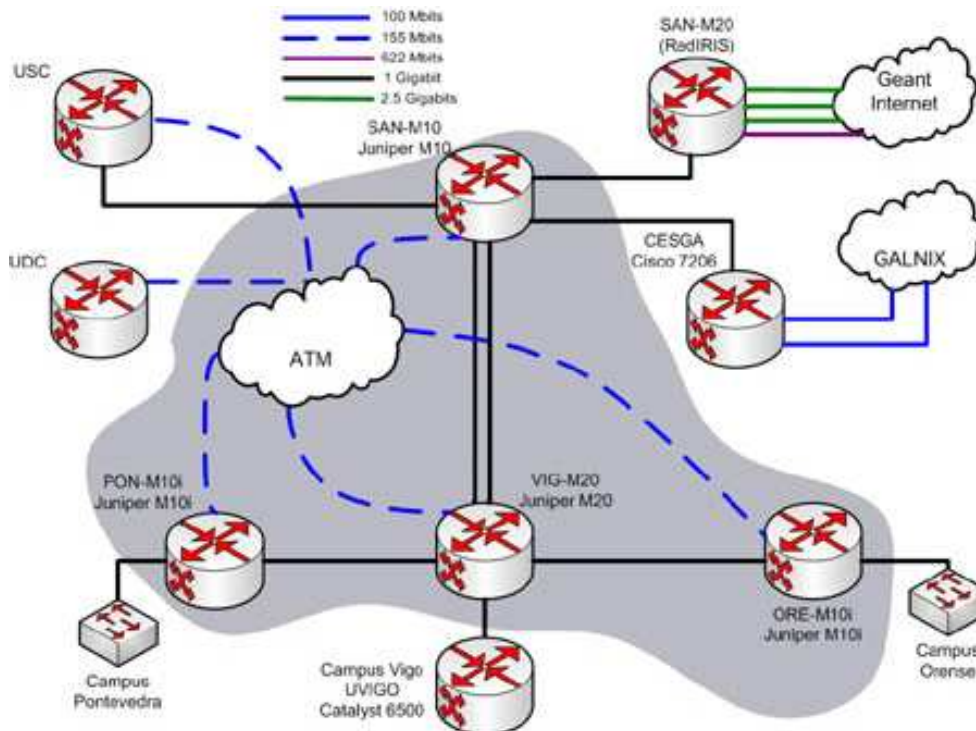 100 Mbits
155 Mbits
622 Mbits
1 Gigabit
2.5 Gigabits
SAN-M20
(RedIRIS)
USC
Geant
Internet
SAN-M10
Juniper M10
CESGA
Cisco 7206
GALNIX
UDC
ATM
PON-M10i
Juniper M10i
VIG-M20
Juniper M20
ORE-M10i
Juniper M10i
Campus
Pontevedra
Campus Vigo
UVIGO
Catalyst 6500
Campus
Orense